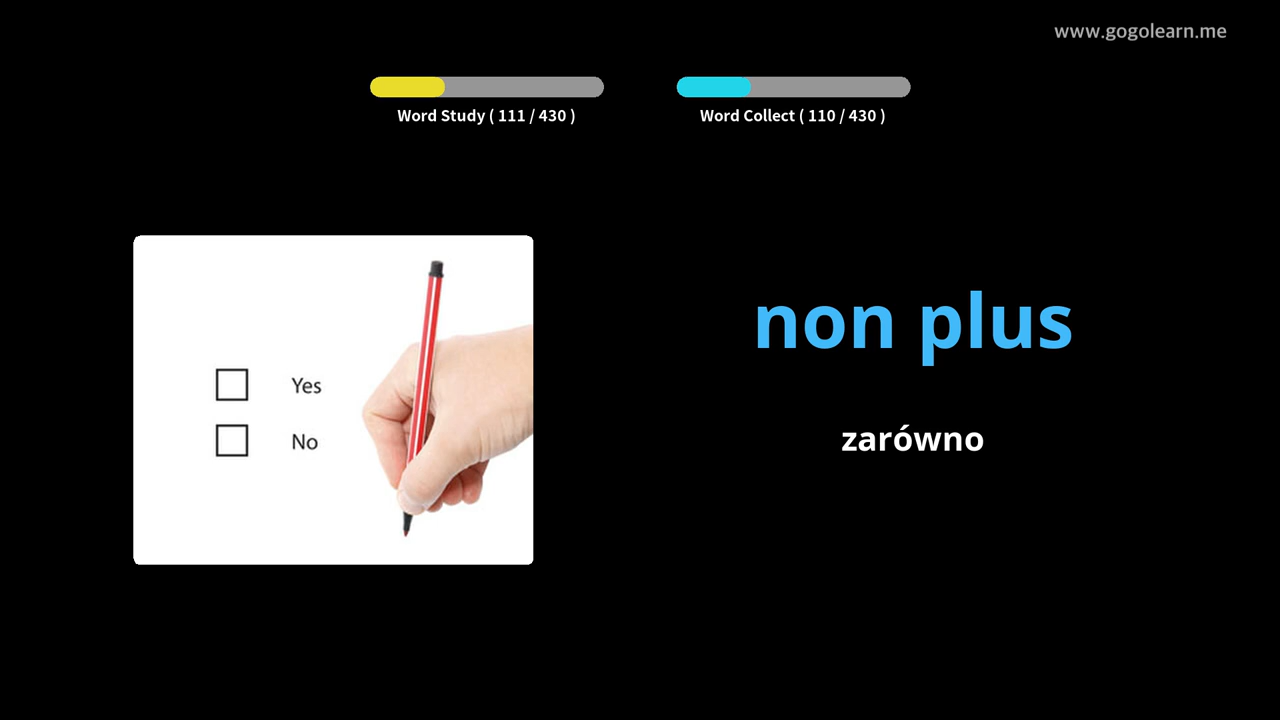 www.gogolearn.me
Word Study ( 111 / 430 )
Word Collect ( 110 / 430 )
Yes
No
non plus
zarówno